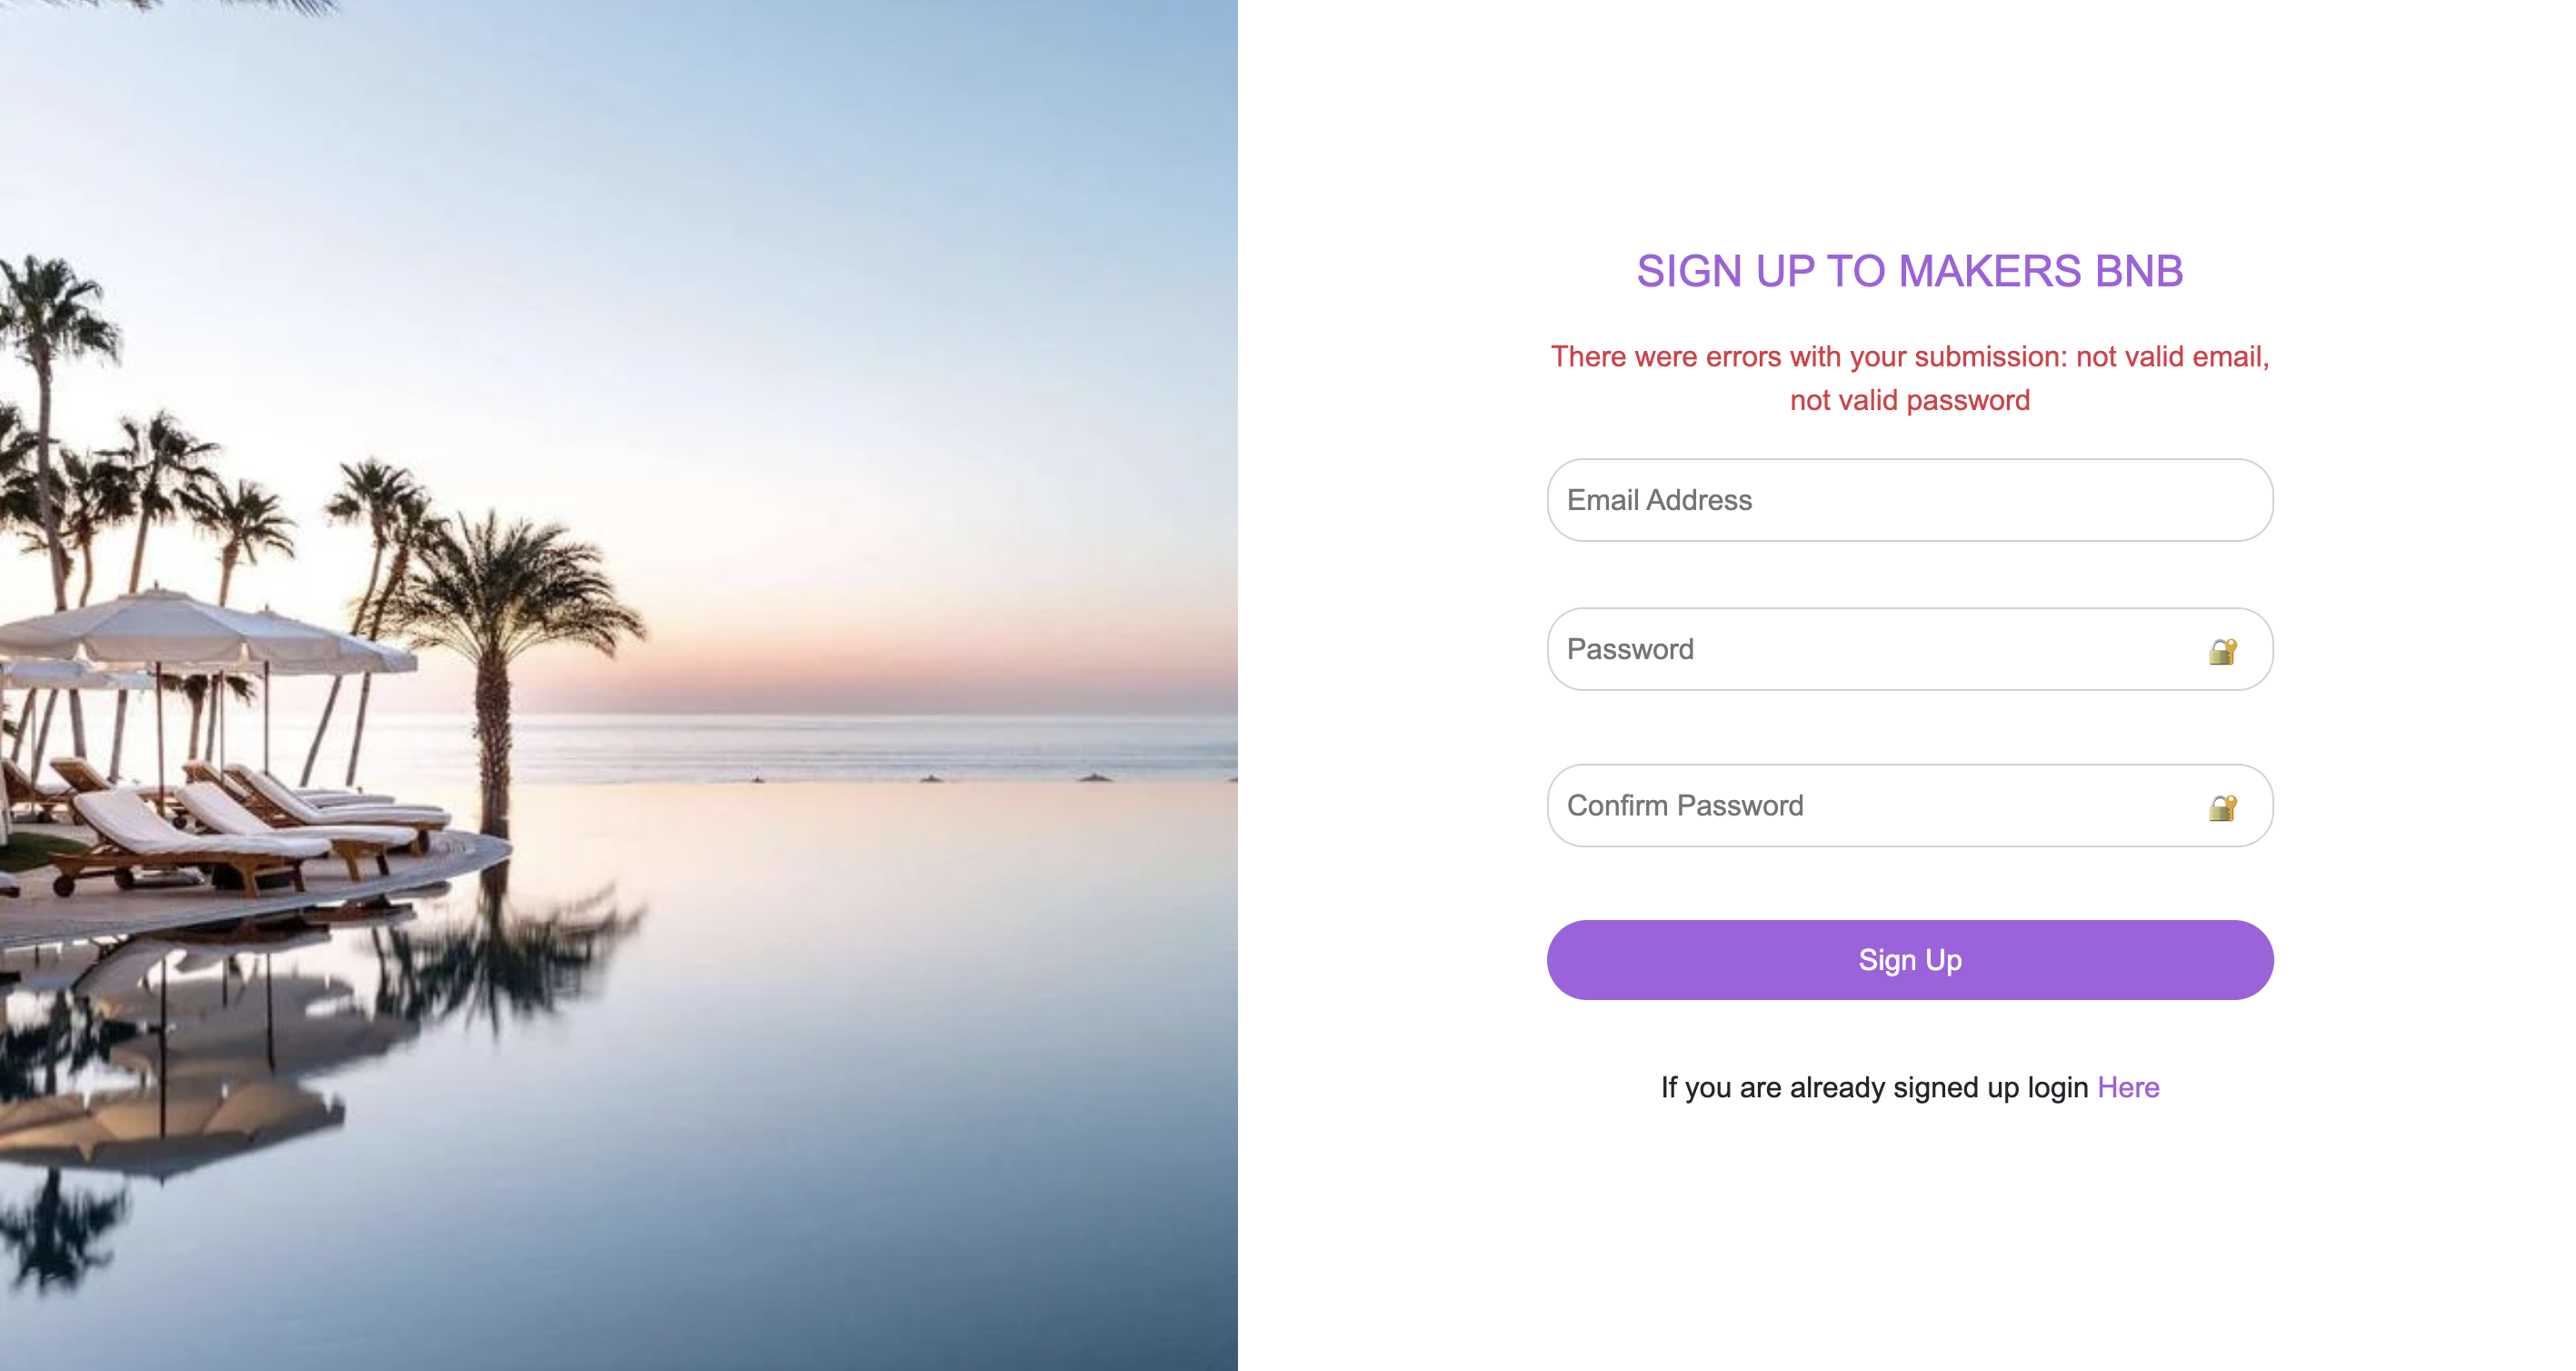 SIGN UP TO MAKERS BNB
There were errors with your submission: not valid email,
not valid password
Email Address
Password
Confirm Password
Sign Up
If you are already signed up login Here